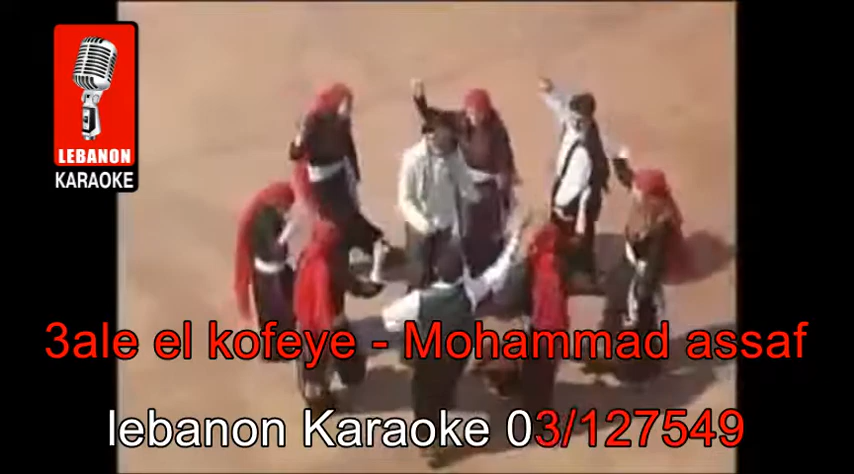 LEBANON
KARAOKE
3ale el kofeye - Mohammad assaf
lebanon Karaoke 03/127549